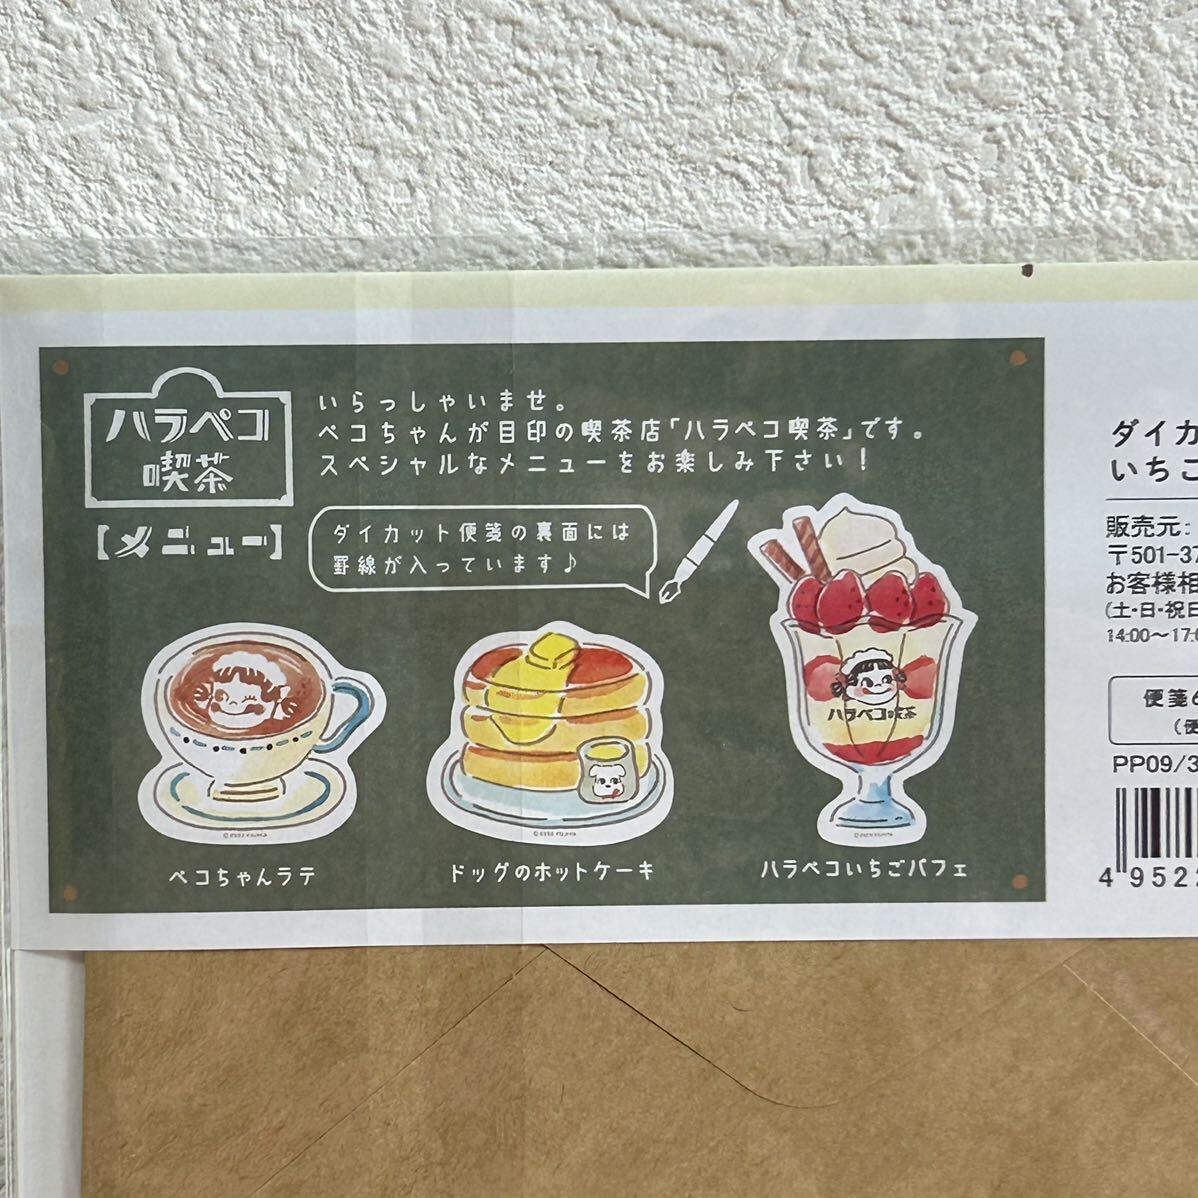 ハラペコ
喫茶
【メニュー】
いらっしゃいませ。
ペコちゃんが目印の喫茶店「ハラペコ喫茶」です。
スペシャルなメニューをお楽しみ下さい！
ダイカット便箋の裏面には
罫線が入っています♪
ハラペコ喫茶
ペコちゃんラテ
ドッグのホットケーキ
ハラペコいちごパフェ
ダイカ
いちご
販売元:
〒501-37
お客様相
(土・日・祝日
14:00〜17:0
便箋6
(便
PP09/3
4 9522